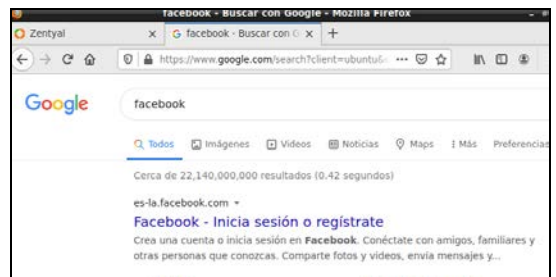 facebook - Buscar con Google - Mozilla Firefox
Zentyal
facebook - Buscar con G
https://www.google.com/search?client=ubuntu&
Google
facebook
Todos Imágenes Videos Noticias Maps Más Preferencias
Cerca de 22,140,000,000 resultados (0.42 segundos)
es-la.facebook.com
Facebook - Inicia sesión o regístrate
Crea una cuenta o inicia sesión en Facebook. Conéctate con amigos, familiares y
otras personas que conozcas. Comparte fotos y videos, envía mensajes y...